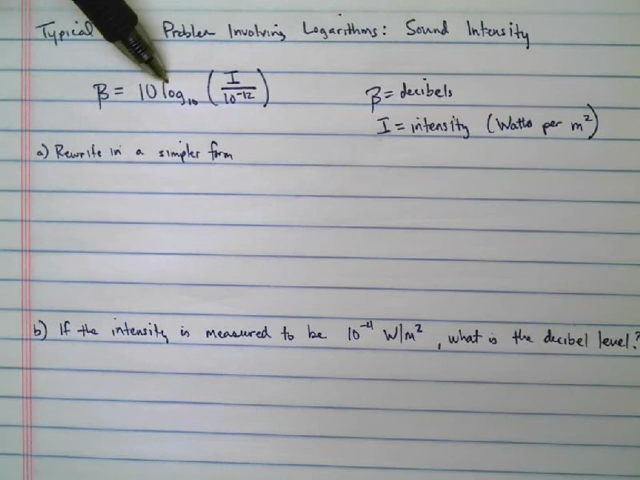 Typical Problem Involving Logarithms: Sound Intensity
β = 10 log₁₀ (I/10⁻¹²)
β = decibels
I = intensity (Watts per m²)
a) Rewrite in a simpler form
b) If the intensity is measured to be 10⁻⁴ W/m², what is the decibel level?